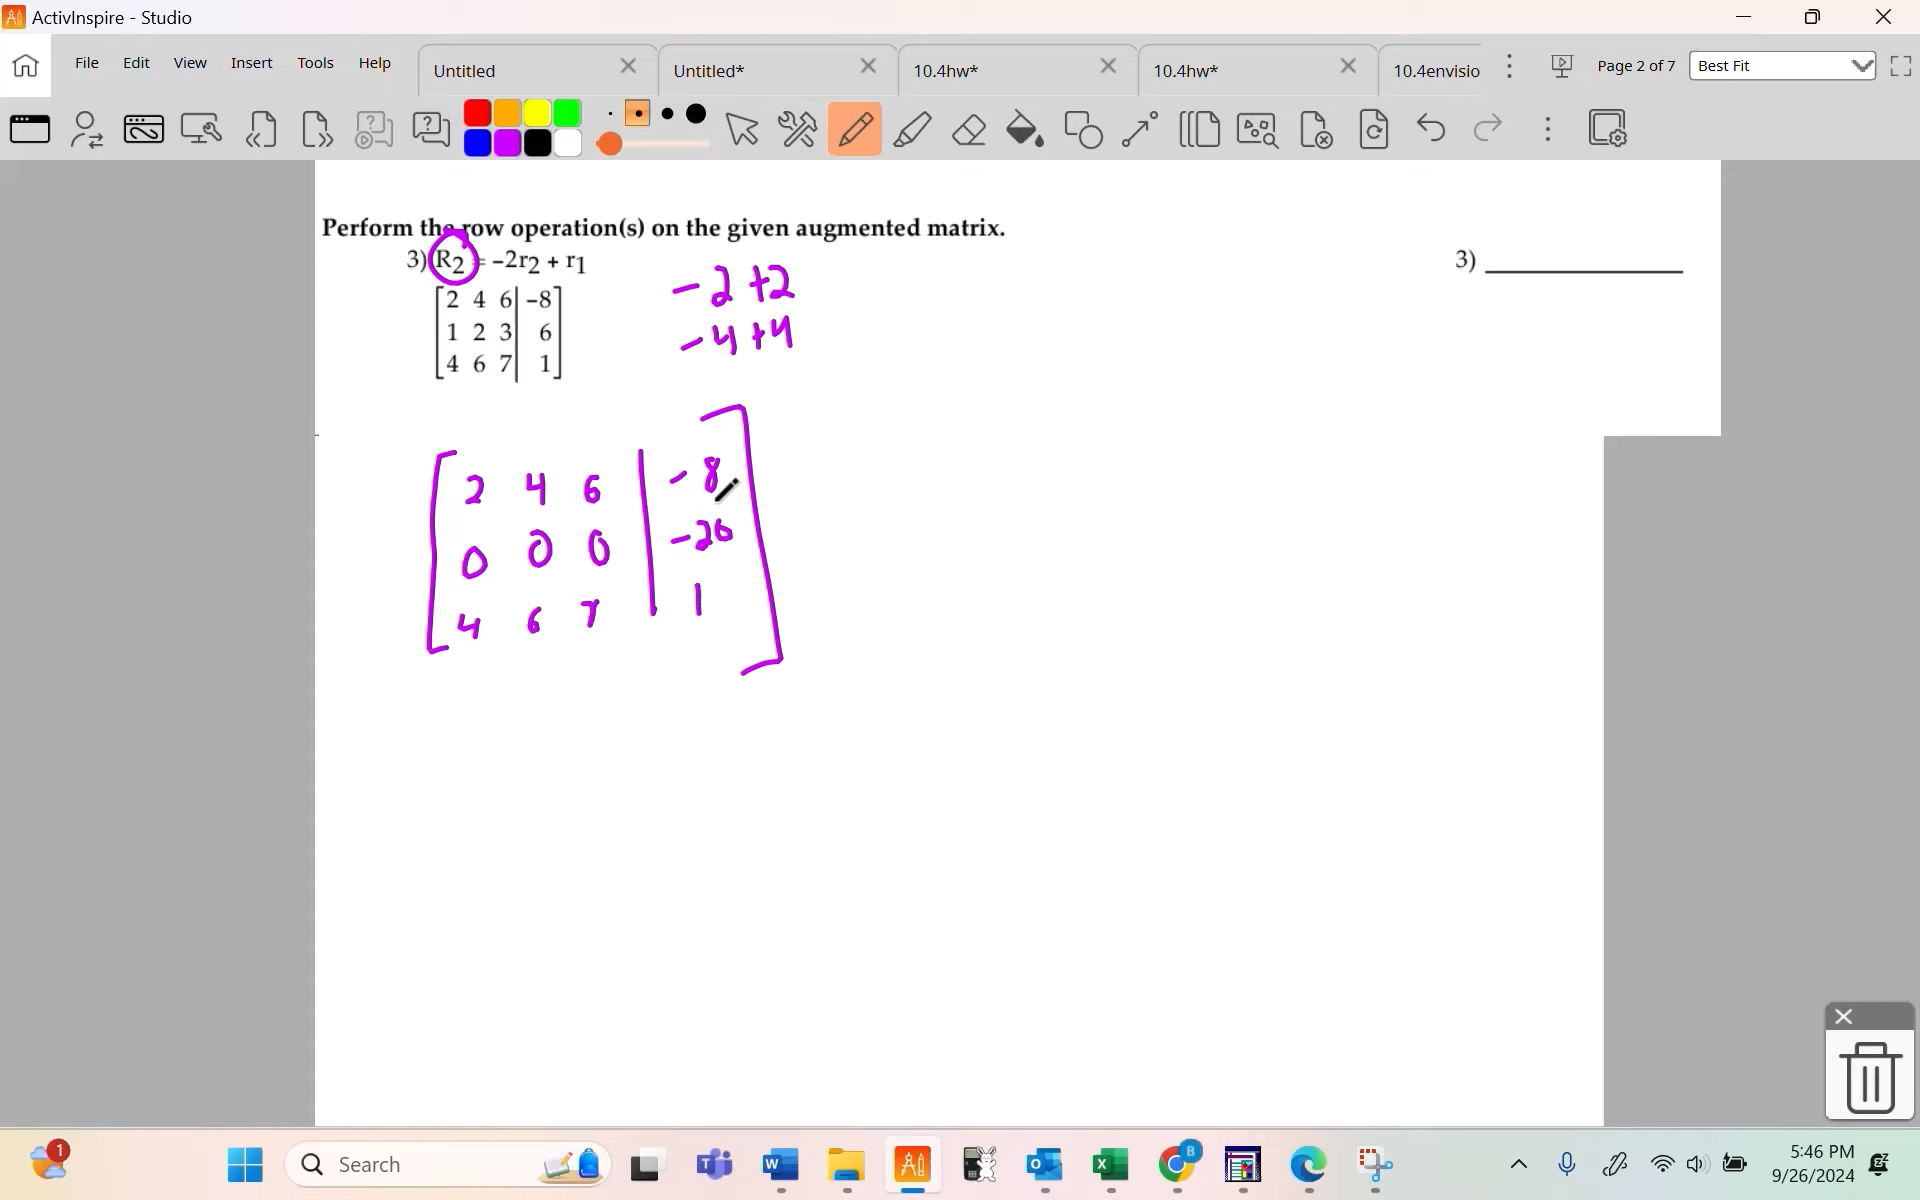 ActivInspire - Studio
File Edit View Insert Tools Help
Untitled Untitled* 10.4hw* 10.4hw* 10.4envisio
Page 2 of 7 Best Fit
Perform the row operation(s) on the given augmented matrix.
3) R2 = -2r2 + r1
3) ____________
2 4 6 -8
1 2 3 6
4 6 7 1
-2 +2
-4 +4
2 4 6 -8
0 0 0 -20
4 6 7 1
1
Search
5:46 PM
9/26/2024